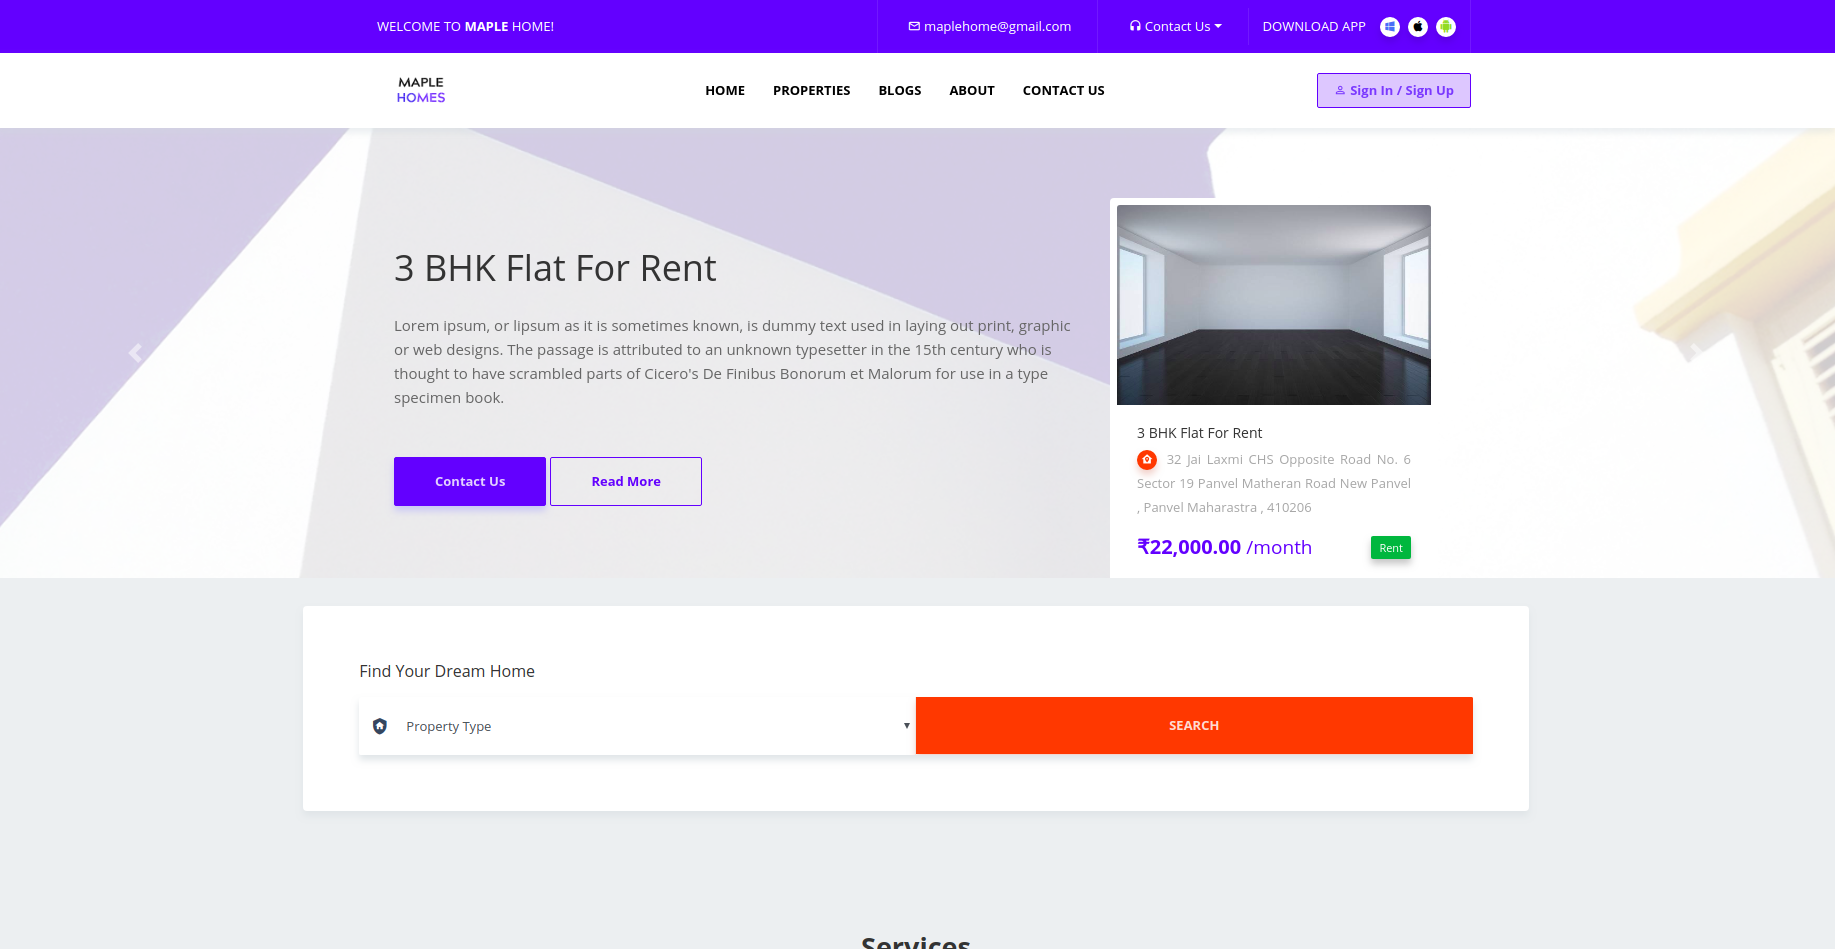 WELCOME TO MAPLE HOME!
maplehome@gmail.com
Contact Us
DOWNLOAD APP
MAPLE
HOMES
HOME
PROPERTIES
BLOGS
ABOUT
CONTACT US
Sign In / Sign Up
3 BHK Flat For Rent
Lorem ipsum, or lipsum as it is sometimes known, is dummy text used in laying out print, graphic
or web designs. The passage is attributed to an unknown typesetter in the 15th century who is
thought to have scrambled parts of Cicero's De Finibus Bonorum et Malorum for use in a type
specimen book.
Contact Us
Read More
3 BHK Flat For Rent
32 Jai Laxmi CHS Opposite Road No. 6
Sector 19 Panvel Matheran Road New Panvel
, Panvel Maharastra , 410206
₹22,000.00 /month
Rent
Find Your Dream Home
Property Type
SEARCH
Services